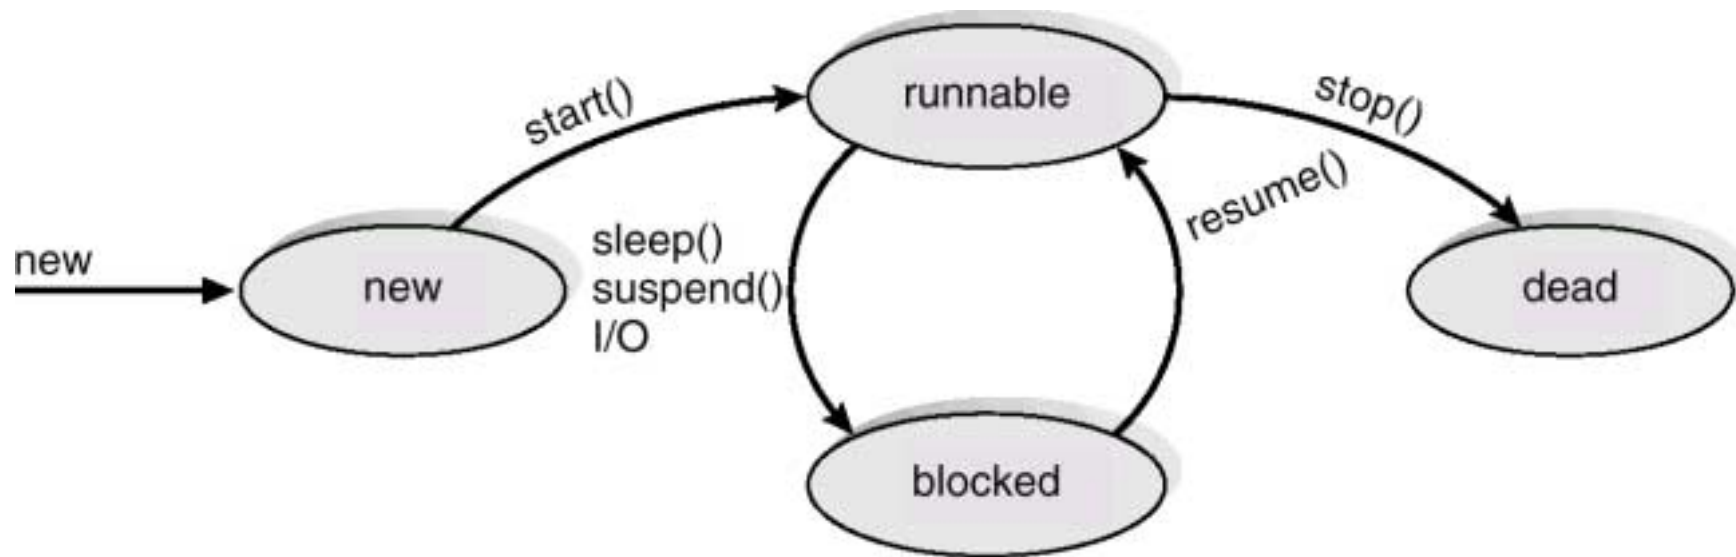 runnable
start()
stop()
resume()
sleep()
suspend()
I/O
new
new
dead
blocked